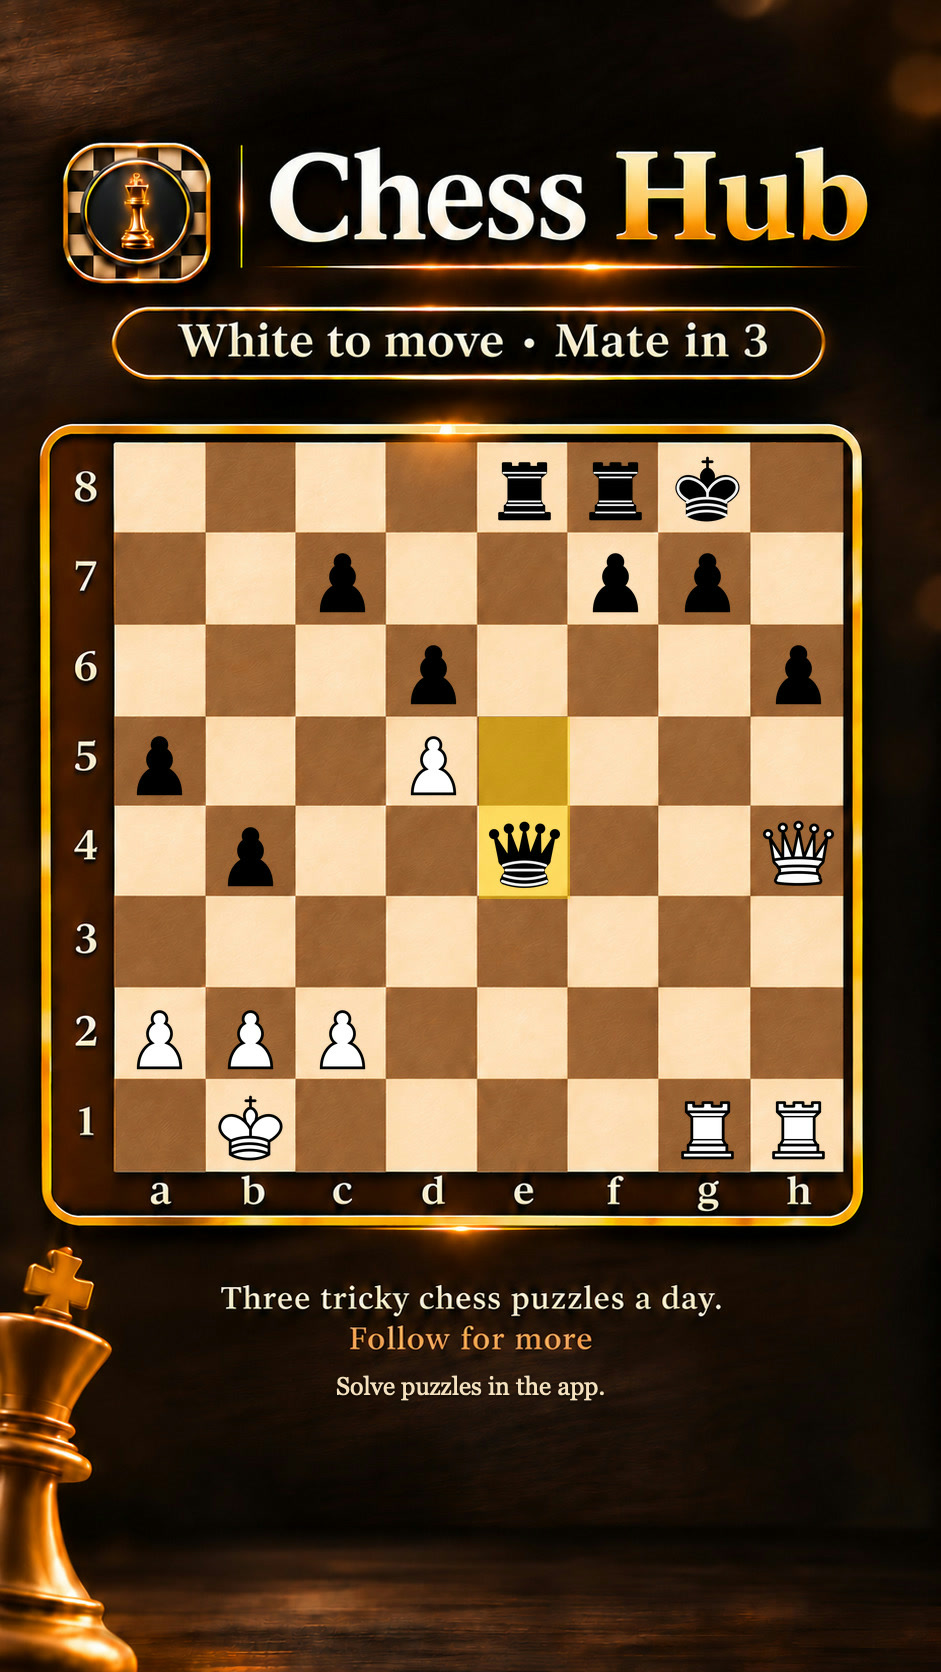 Chess Hub
White to move • Mate in 3
8
7
6
5
4
3
2
1
a b c d e f g h
Three tricky chess puzzles a day.
Follow for more
Solve puzzles in the app.